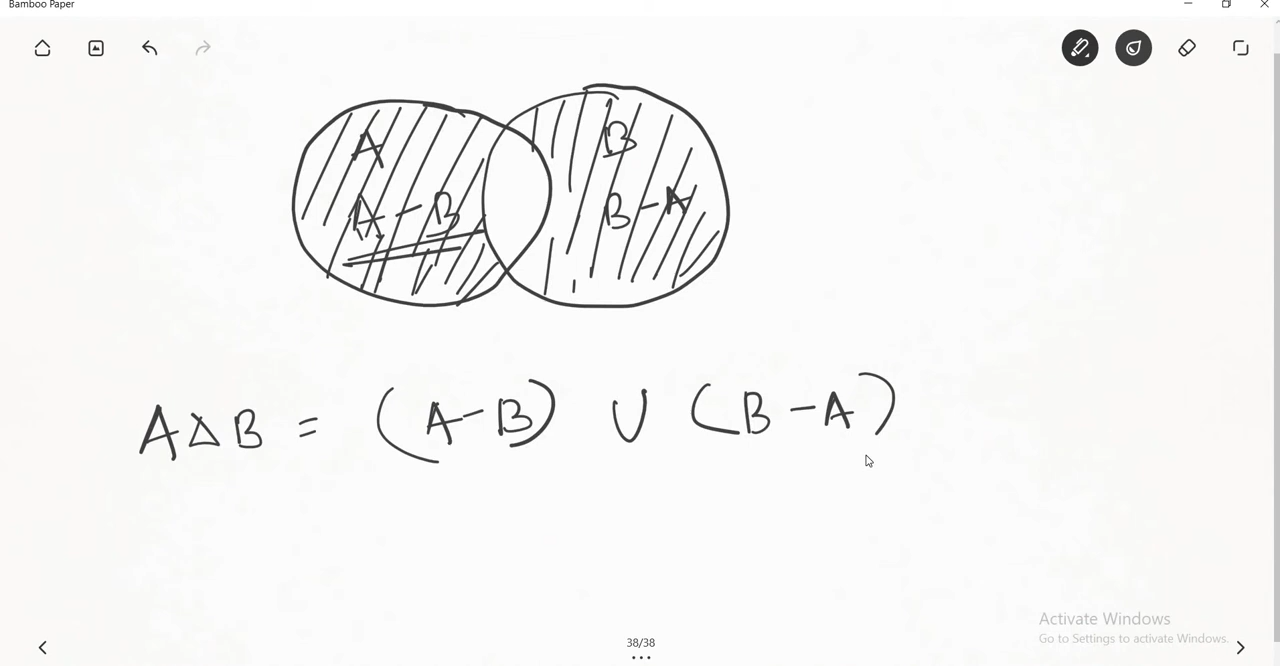 Bamboo Paper
A
B
A - B
B - A
A Δ B = (A - B) ∪ (B - A)
Activate Windows
Go to Settings to activate Windows.
38/38